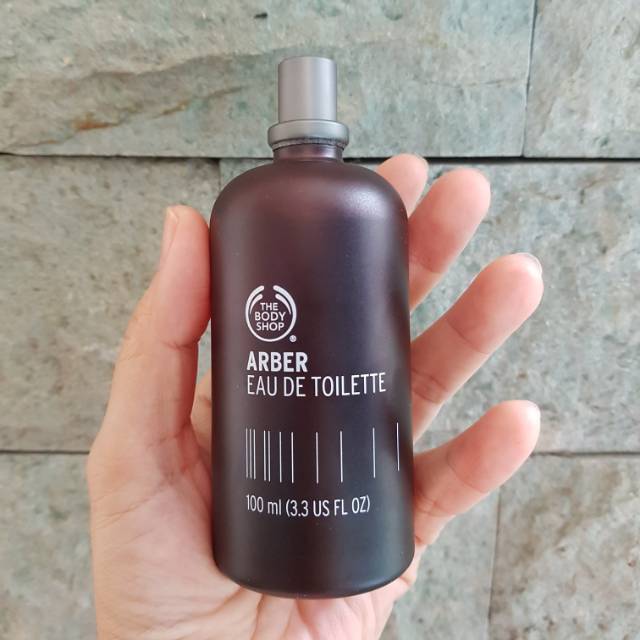 THE
BODY
SHOP®
ARBER
EAU DE TOILETTE
100 ml (3.3 US FL OZ)